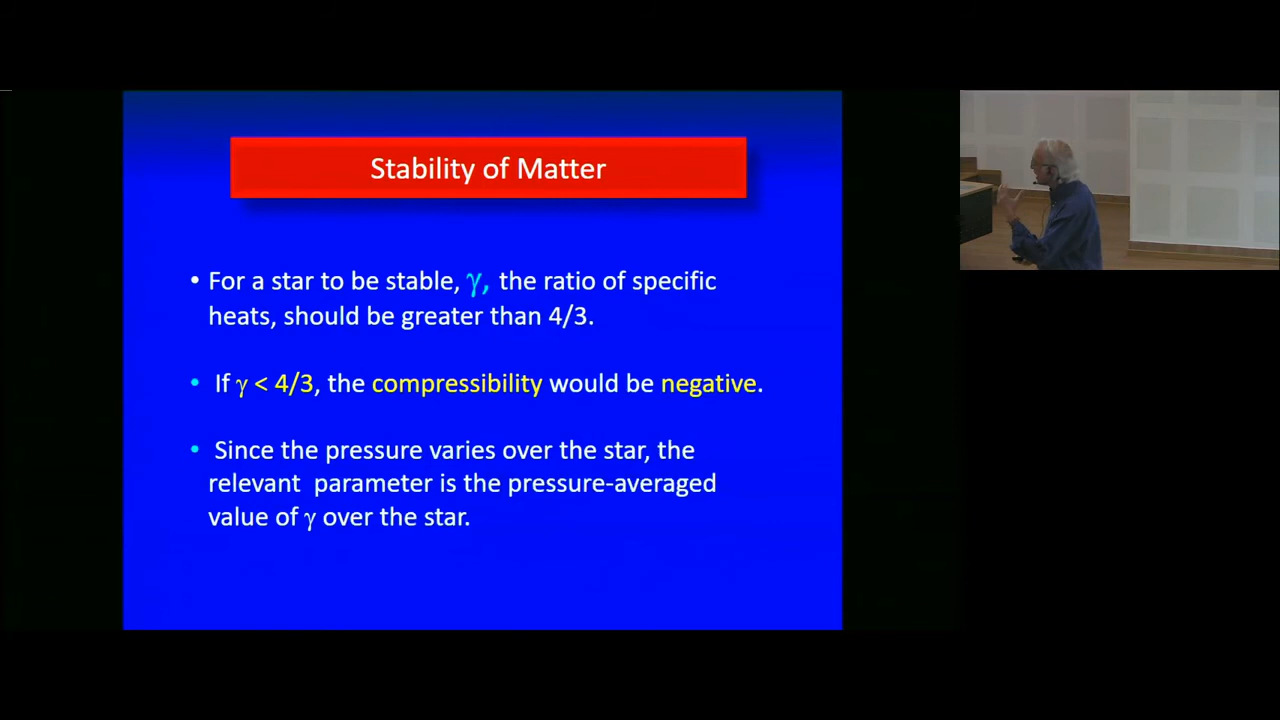 Stability of Matter
• For a star to be stable, γ, the ratio of specific
heats, should be greater than 4/3.
• If γ < 4/3, the compressibility would be negative.
• Since the pressure varies over the star, the
relevant parameter is the pressure-averaged
value of γ over the star.